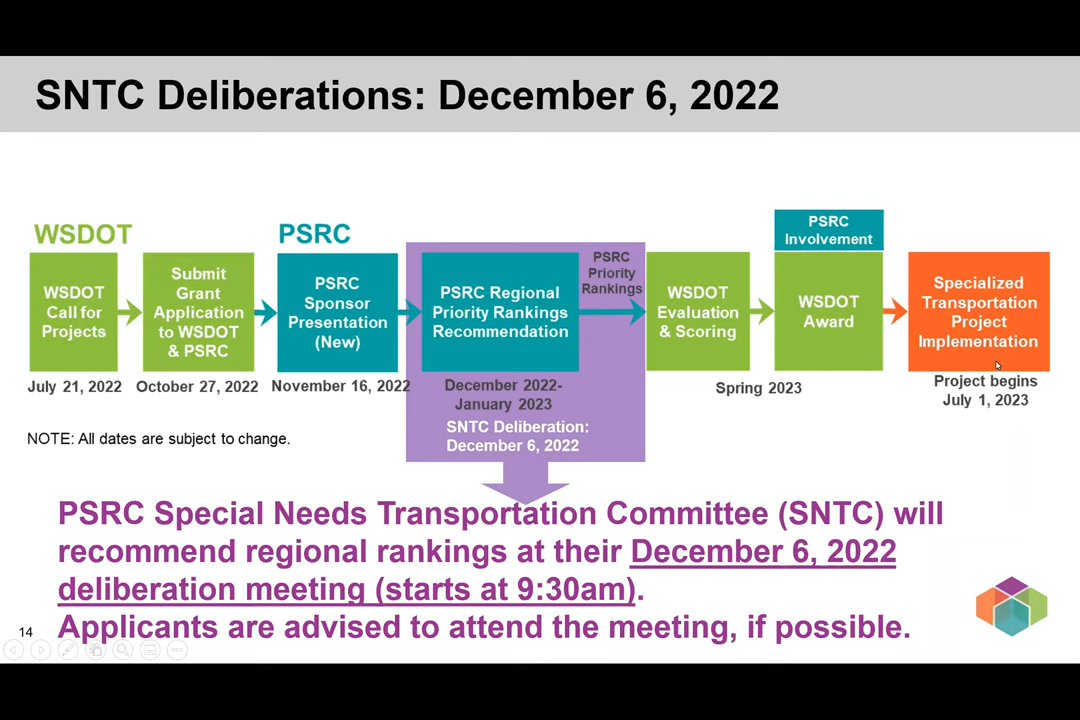 SNTC Deliberations: December 6, 2022
WSDOT
PSRC
WSDOT
Call for
Projects
July 21, 2022
Submit
Grant
Application
to WSDOT
& PSRC
October 27, 2022
PSRC
Sponsor
Presentation
(New)
November 16, 2022
PSRC Regional
Priority Rankings
Recommendation
December 2022-
January 2023
SNTC Deliberation:
December 6, 2022
PSRC
Priority
Rankings
WSDOT
Evaluation
& Scoring
PSRC
Involvement
WSDOT
Award
Spring 2023
Specialized
Transportation
Project
Implementation
Project begins
July 1, 2023
NOTE: All dates are subject to change.
PSRC Special Needs Transportation Committee (SNTC) will
recommend regional rankings at their December 6, 2022
deliberation meeting (starts at 9:30am).
Applicants are advised to attend the meeting, if possible.
14